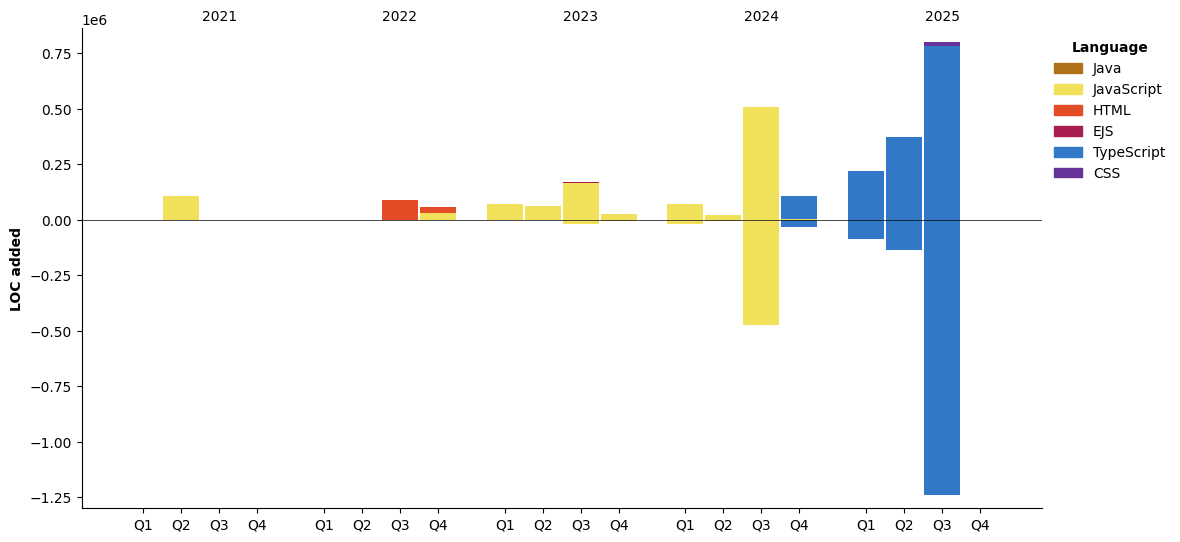 2021 2022 2023 2024 2025
1e6
Language
Java
JavaScript
HTML
EJS
TypeScript
CSS
LOC added
0.75
0.50
0.25
0.00
−0.25
−0.50
−0.75
−1.00
−1.25
Q1 Q2 Q3 Q4 Q1 Q2 Q3 Q4 Q1 Q2 Q3 Q4 Q1 Q2 Q3 Q4 Q1 Q2 Q3 Q4